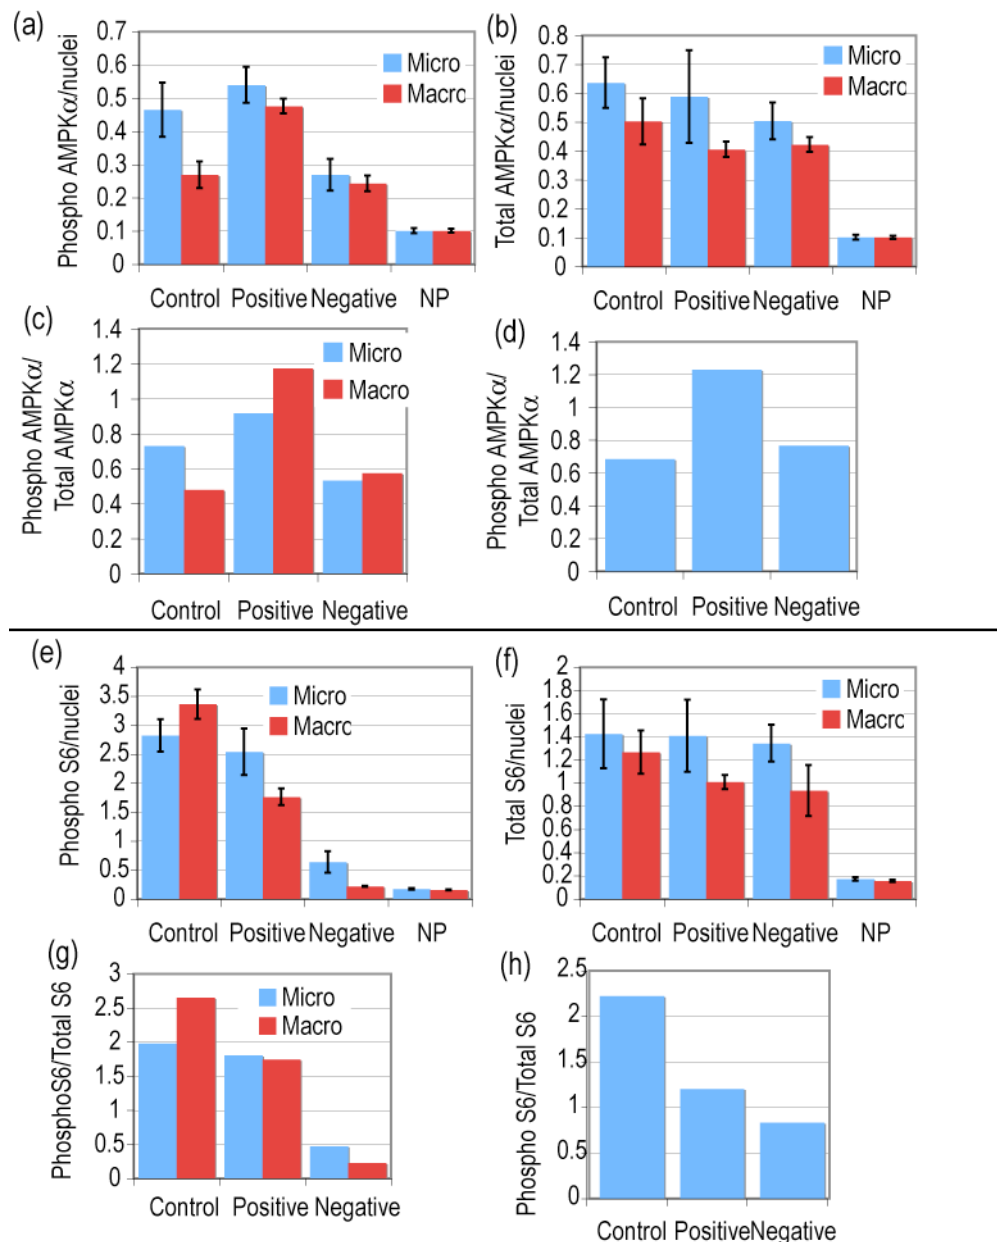 (a)
Phospho AMPKα/nuclei
0.7
0.6
0.5
0.4
0.3
0.2
0.1
0
Micro
Macro
Control Positive Negative NP
(b)
Total AMPKα/nuclei
0.8
0.7
0.6
0.5
0.4
0.3
0.2
0.1
0
Micro
Macro
Control Positive Negative NP
(c)
Phospho AMPKα/
Total AMPKα
1.4
1.2
1
0.8
0.6
0.4
0.2
0
Micro
Macro
Control Positive Negative
(d)
Phospho AMPKα/
Total AMPKα
1.4
1.2
1
0.8
0.6
0.4
0.2
0
Control Positive Negative
(e)
Phospho S6/nuclei
4
3.5
3
2.5
2
1.5
1
0.5
0
Micro
Macro
Control Positive Negative NP
(f)
Total S6/nuclei
2
1.8
1.6
1.4
1.2
1
0.8
0.6
0.4
0.2
0
Micro
Macro
Control Positive Negative NP
(g)
PhosphoS6/Total S6
3
2.5
2
1.5
1
0.5
0
Micro
Macro
Control Positive Negative
(h)
Phospho S6/Total S6
2.5
2
1.5
1
0.5
0
Control PositiveNegative